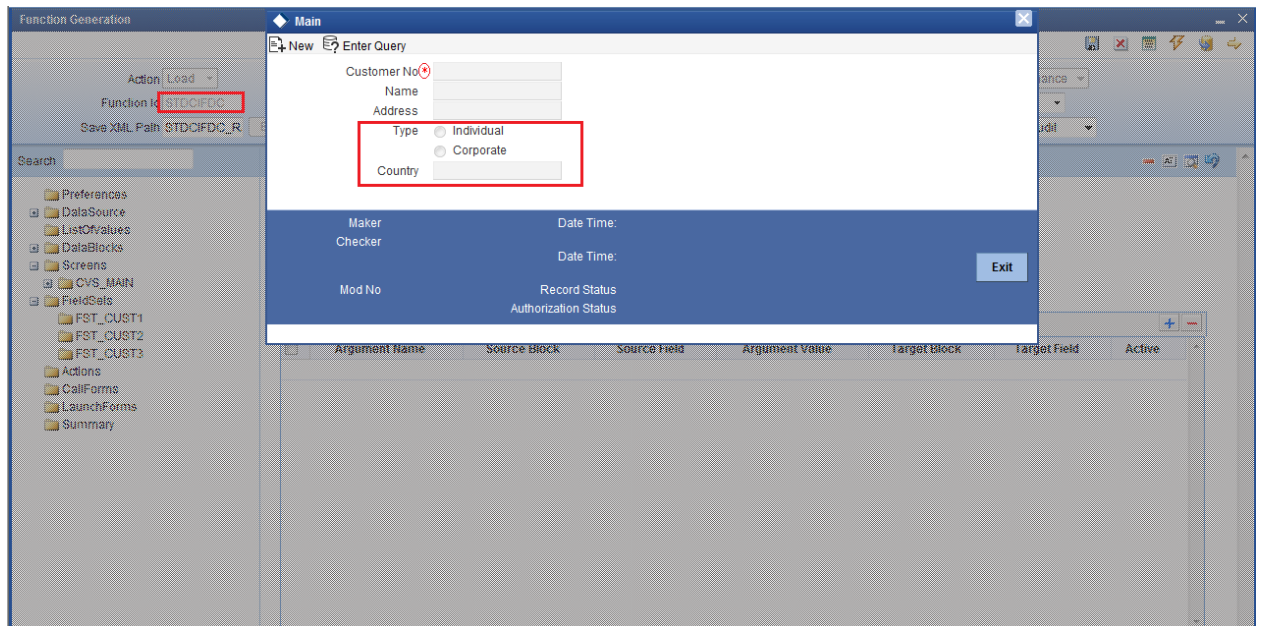 Function Generation
Main
New Enter Query
Action Load
ance
Function Id STDCIFDC
Save XML Path STDCIFDC_R
udit
Customer No *
Name
Address
Type Individual
Corporate
Country
Search
Preferences
DataSource
ListOfValues
DataBlocks
Screens
CVS_MAIN
FieldSets
FST_CUST1
FST_CUST2
FST_CUST3
Actions
CallForms
LaunchForms
Summary
Maker Date Time:
Checker
Date Time:
Exit
Mod No Record Status
Authorization Status
Argument Name Source Block Source Field Argument Value Target Block Target Field Active